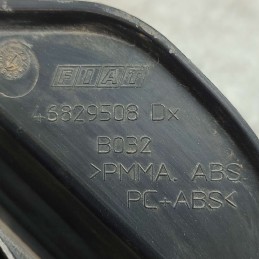 FIAT
46829508 Dx
B032
>PMMA. ABS
PC+ABS<